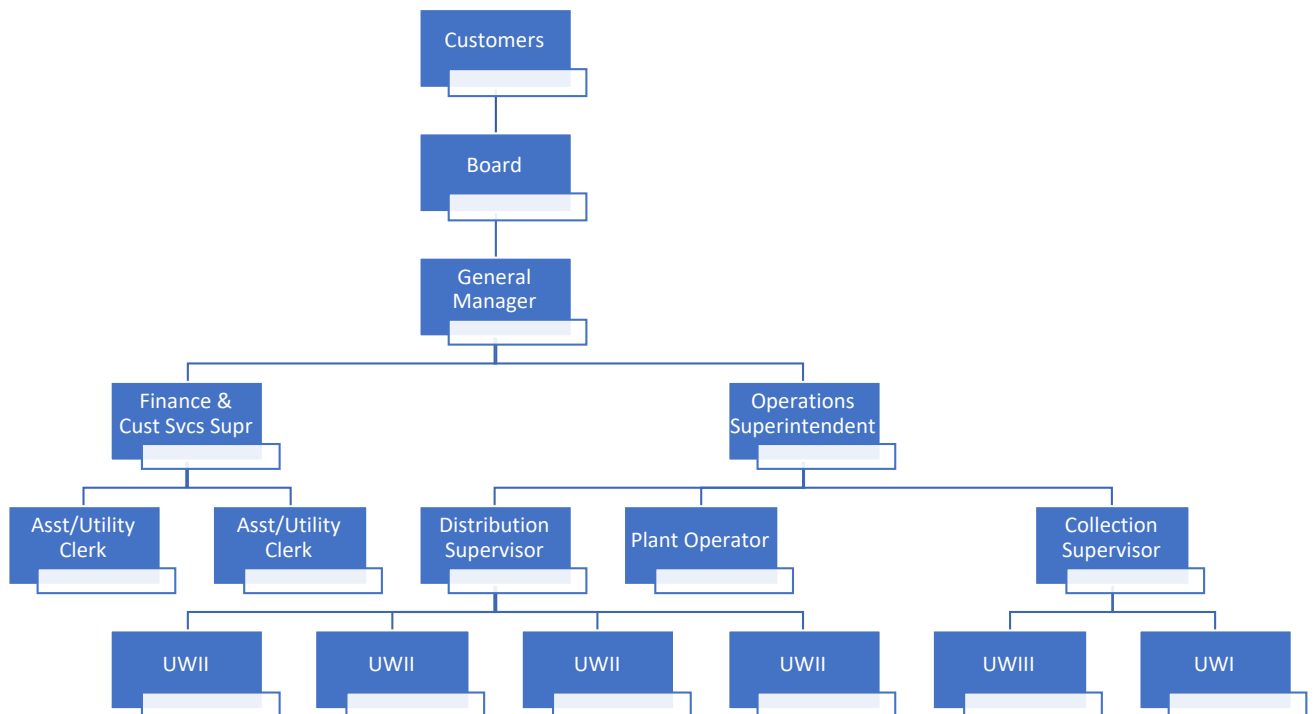 Customers
Board
General
Manager
Finance &
Cust Svcs Supr
Operations
Superintendent
Asst/Utility
Clerk
Asst/Utility
Clerk
Distribution
Supervisor
Plant Operator
Collection
Supervisor
UWII
UWII
UWII
UWII
UWIII
UWI